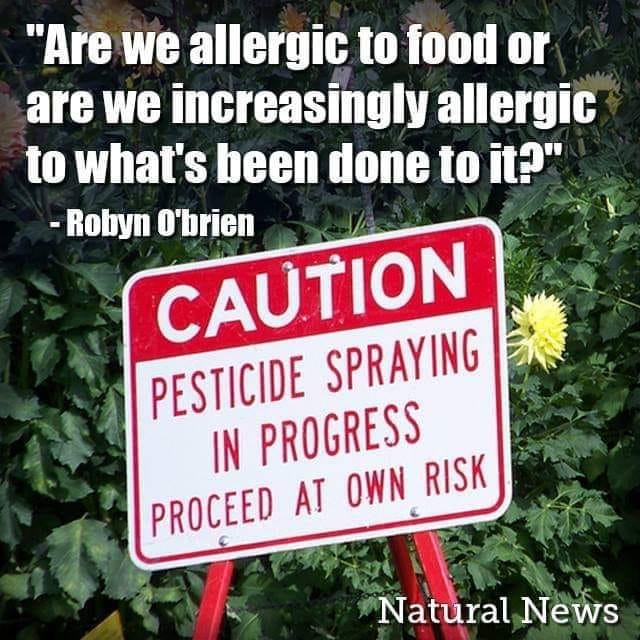 "Are we allergic to food or
are we increasingly allergic
to what's been done to it?"
- Robyn O'brien
CAUTION
PESTICIDE SPRAYING
IN PROGRESS
PROCEED AT OWN RISK
Natural News